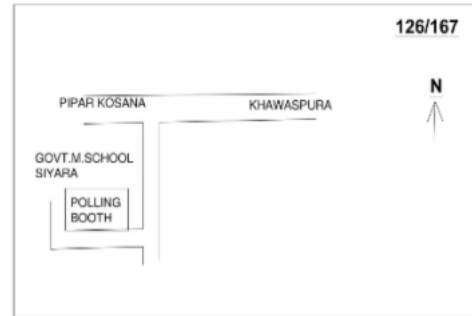 126/167
N
PIPAR KOSANA
KHAWASPURA
GOVT.M.SCHOOL
SIYARA
POLLING
BOOTH